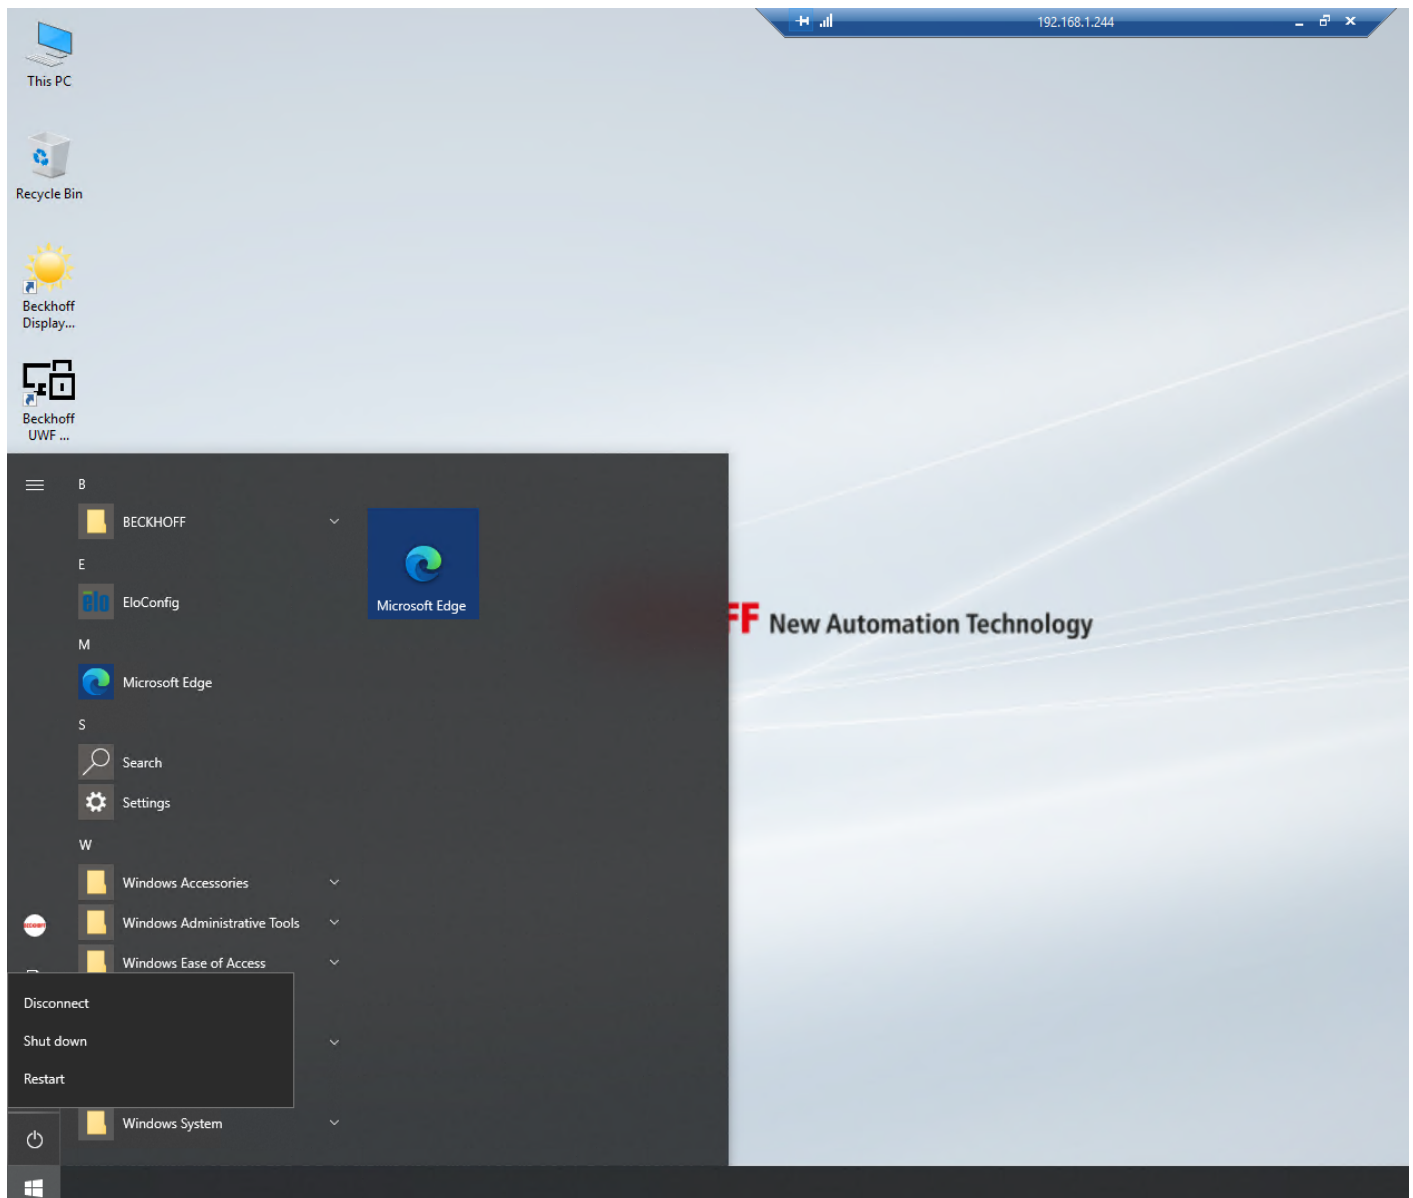 192.168.1.244
This PC
Recycle Bin
Beckhoff
Display...
Beckhoff
UWF ...
B
BECKHOFF
E
elo
EloConfig
M
Microsoft Edge
S
Search
Settings
W
Windows Accessories
Windows Administrative Tools
Windows Ease of Access
Windows System
Microsoft Edge
Disconnect
Shut down
Restart
FF New Automation Technology